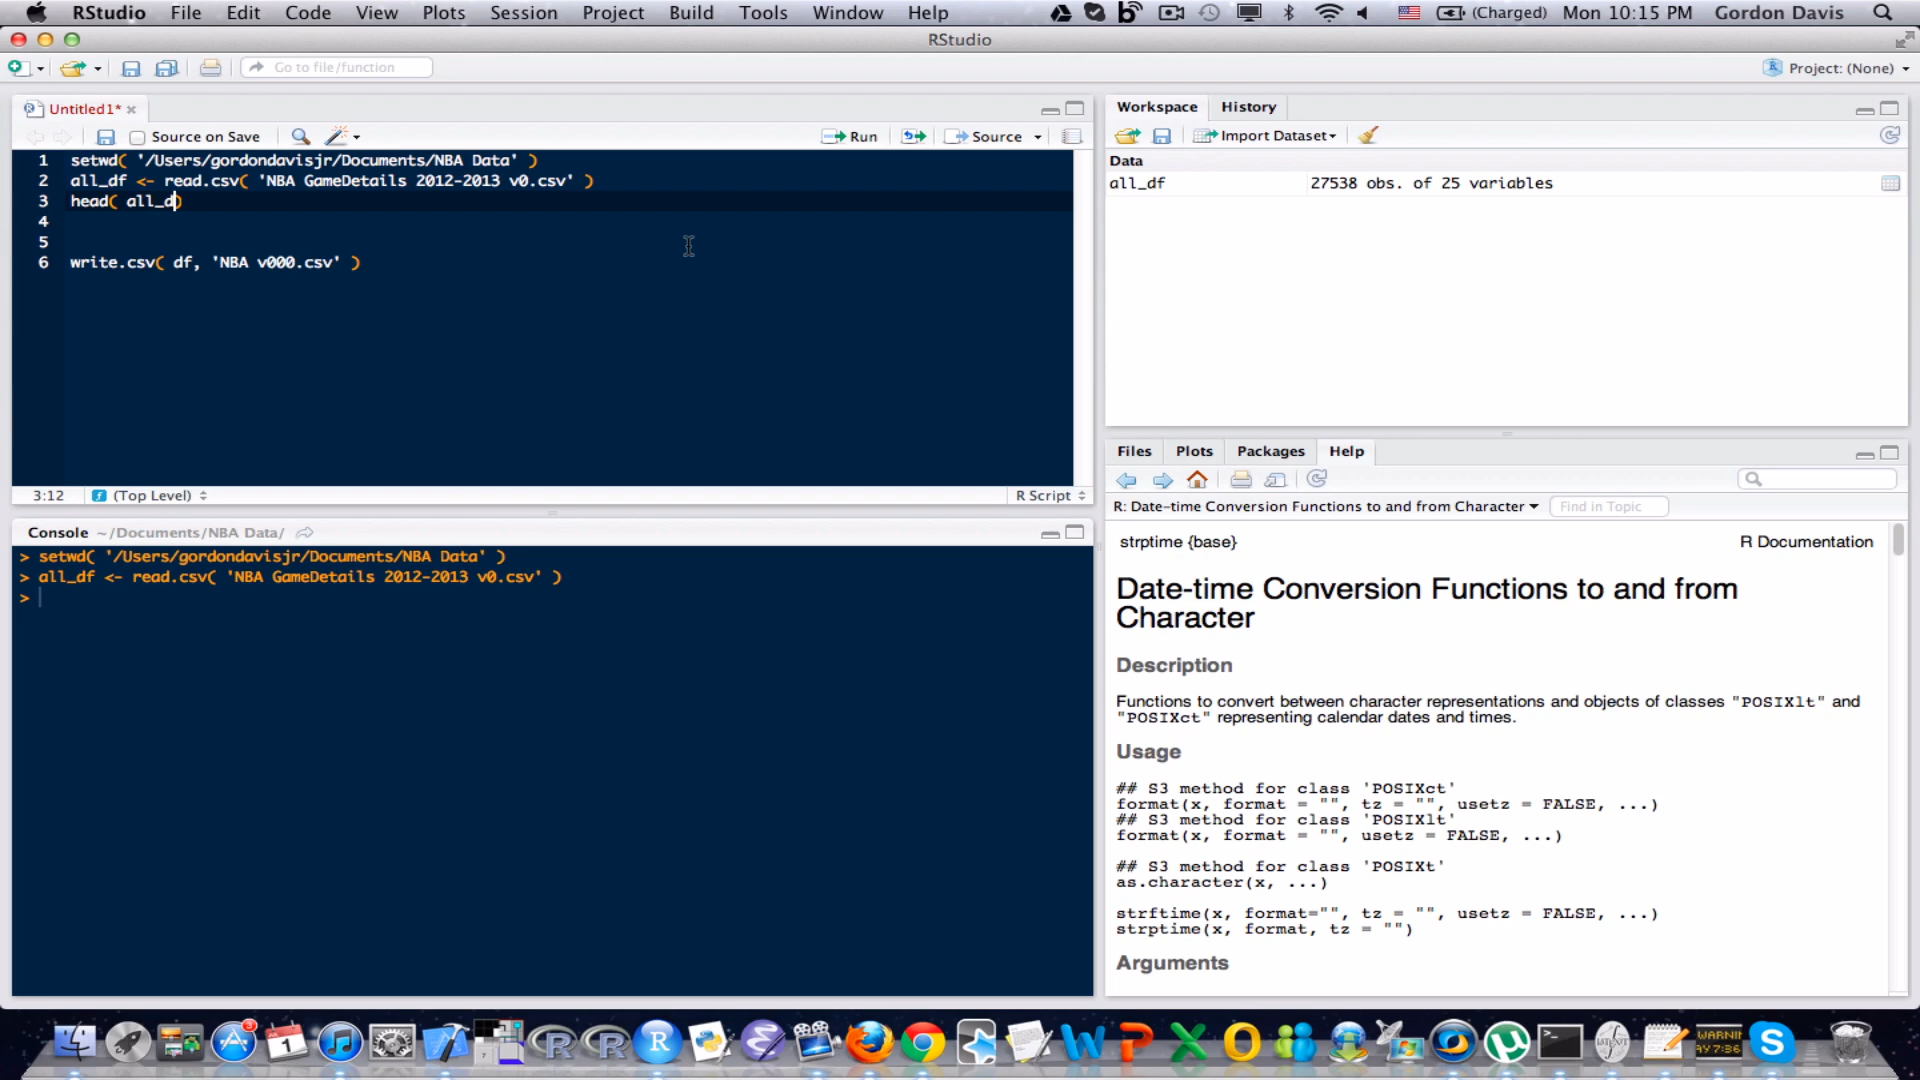 RStudio File Edit Code View Plots Session Project Build Tools Window Help (Charged) Mon 10:15 PM Gordon Davis
RStudio
Go to file/function Project: (None)
Untitled1*
Source on Save Run Source
1 setwd( '/Users/gordondavisjr/Documents/NBA Data' )
2 all_df <- read.csv( 'NBA GameDetails 2012-2013 v0.csv' )
3 head( all_d)
4
5
6 write.csv( df, 'NBA v000.csv' )
3:12 (Top Level) R Script
Console ~/Documents/NBA Data/
> setwd( '/Users/gordondavisjr/Documents/NBA Data' )
> all_df <- read.csv( 'NBA GameDetails 2012-2013 v0.csv' )
>
Workspace History
Import Dataset
Data
all_df 27538 obs. of 25 variables
Files Plots Packages Help
R: Date-time Conversion Functions to and from Character Find in Topic
strptime {base} R Documentation
Date-time Conversion Functions to and from
Character
Description
Functions to convert between character representations and objects of classes "POSIXlt" and
"POSIXct" representing calendar dates and times.
Usage
## S3 method for class 'POSIXct'
format(x, format = "", tz = "", usetz = FALSE, ...)
## S3 method for class 'POSIXlt'
format(x, format = "", usetz = FALSE, ...)
## S3 method for class 'POSIXt'
as.character(x, ...)
strftime(x, format="", tz = "", usetz = FALSE, ...)
strptime(x, format, tz = "")
Arguments